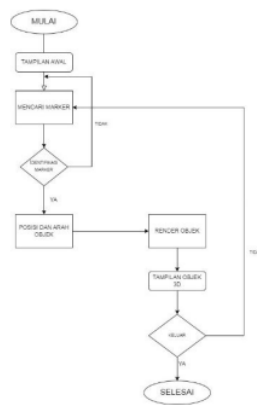 MULAI
TAMPILAN AWAL
MENCARI MARKER
TIDAK
IDENTIFIKASI
MARKER
YA
POSISI DAN ARAH
OBJEK
RENDER OBJEK
TAMPILAN OBJEK
3D
KELUAR
YA
SELESAI